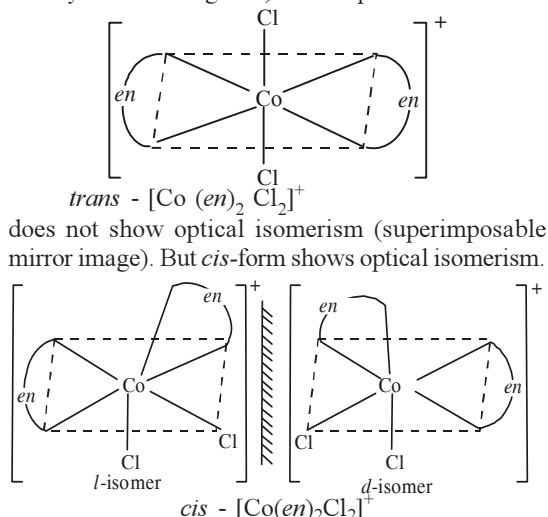 Cl
+
en
Co
en
Cl
trans - [Co (en)₂ Cl₂]⁺
does not show optical isomerism (superimposable
mirror image). But cis-form shows optical isomerism.
+
+
en
en
Co
Co
en
en
Cl
Cl
Cl
Cl
l-isomer
d-isomer
cis - [Co(en)₂Cl₂]⁺